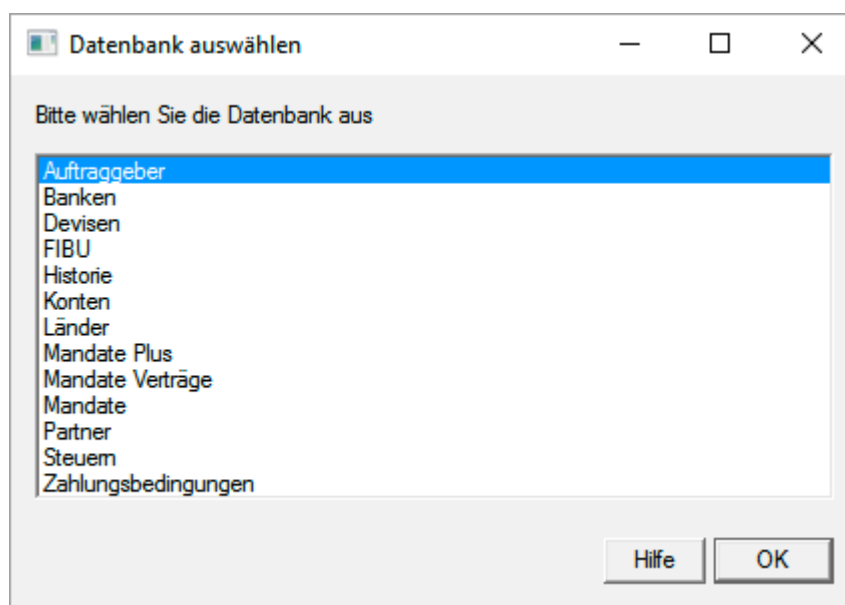 Datenbank auswählen
Bitte wählen Sie die Datenbank aus
Auftraggeber
Banken
Devisen
FIBU
Historie
Konten
Länder
Mandate Plus
Mandate Verträge
Mandate
Partner
Steuern
Zahlungsbedingungen
Hilfe OK